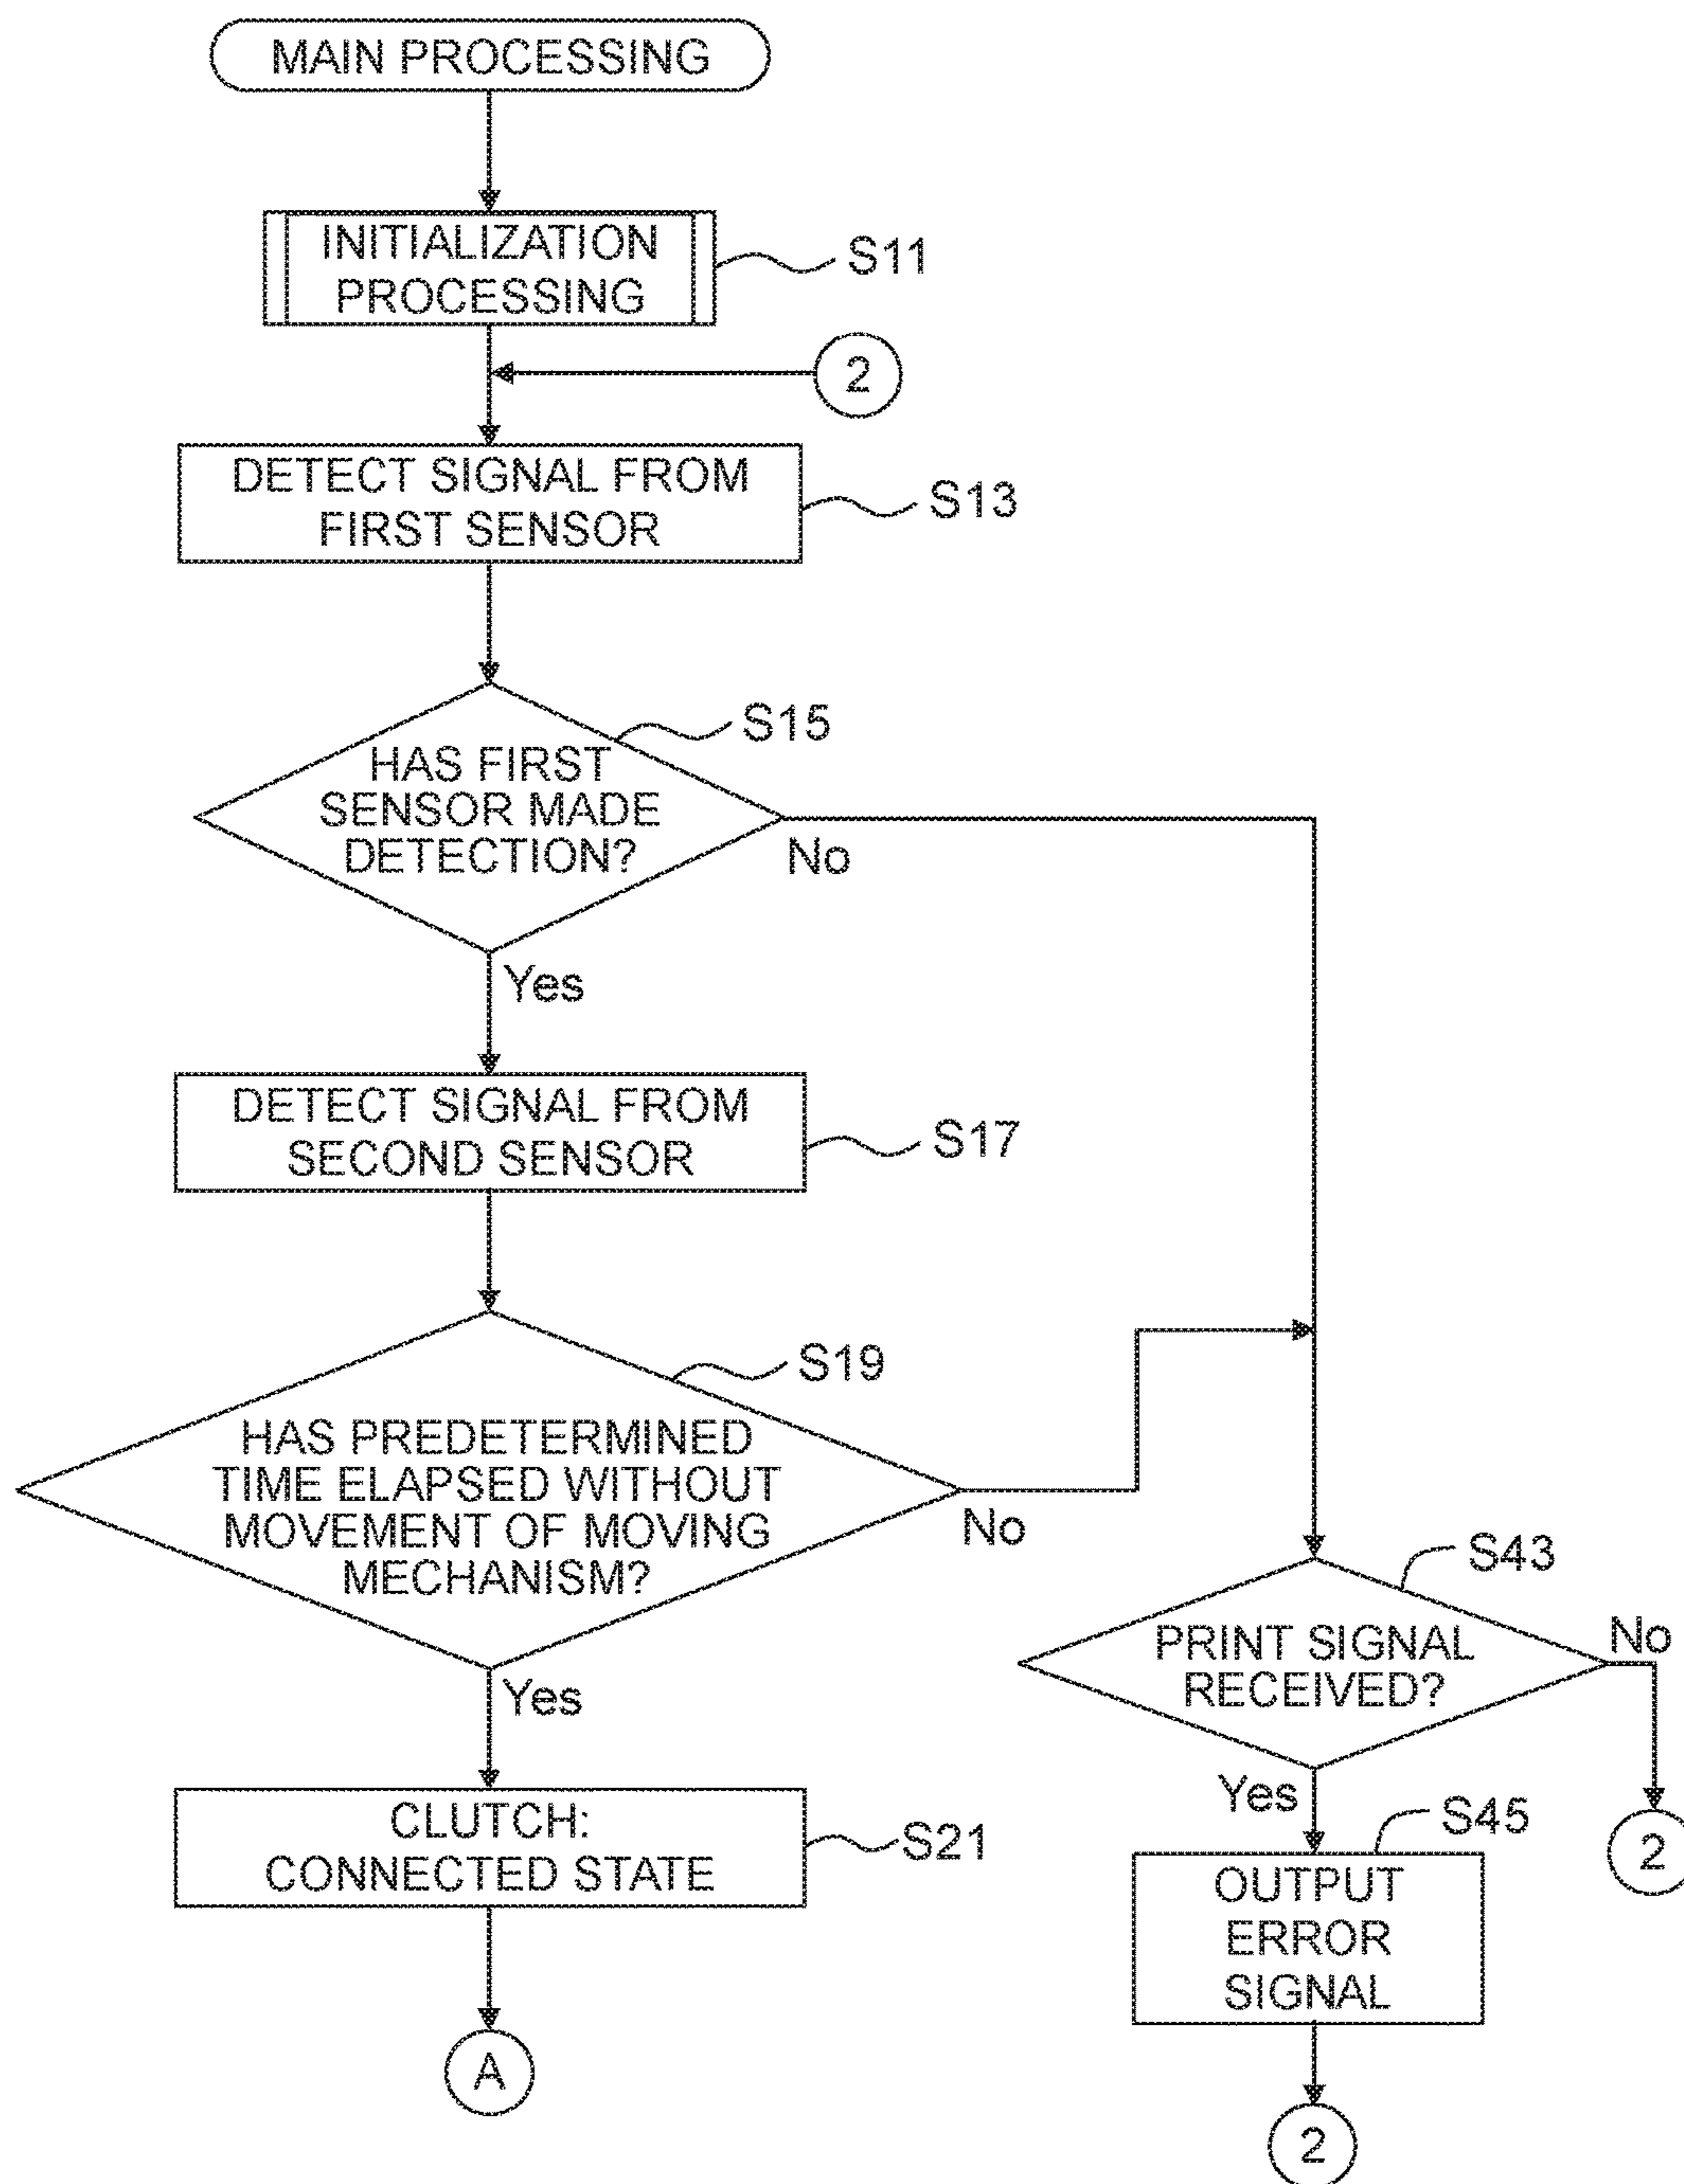 MAIN PROCESSING
INITIALIZATION
PROCESSING
S11
2
DETECT SIGNAL FROM
FIRST SENSOR
S13
S15
HAS FIRST
SENSOR MADE
DETECTION?
No
Yes
DETECT SIGNAL FROM
SECOND SENSOR
S17
S19
HAS PREDETERMINED
TIME ELAPSED WITHOUT
MOVEMENT OF MOVING
MECHANISM?
No
Yes
S43
PRINT SIGNAL
RECEIVED?
No
2
Yes
CLUTCH:
CONNECTED STATE
S21
A
S45
OUTPUT
ERROR
SIGNAL
2